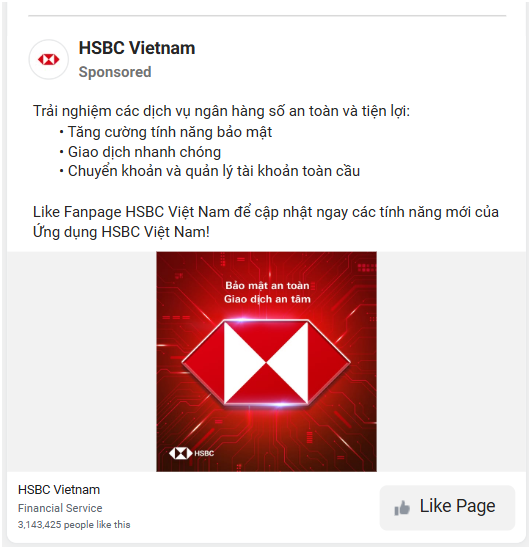 HSBC Vietnam
Sponsored
Trải nghiệm các dịch vụ ngân hàng số an toàn và tiện lợi:
• Tăng cường tính năng bảo mật
• Giao dịch nhanh chóng
• Chuyển khoản và quản lý tài khoản toàn cầu
Like Fanpage HSBC Việt Nam để cập nhật ngay các tính năng mới của
Ứng dụng HSBC Việt Nam!
Bảo mật an toàn
Giao dịch an tâm
HSBC
HSBC Vietnam
Financial Service
3,143,425 people like this
Like Page